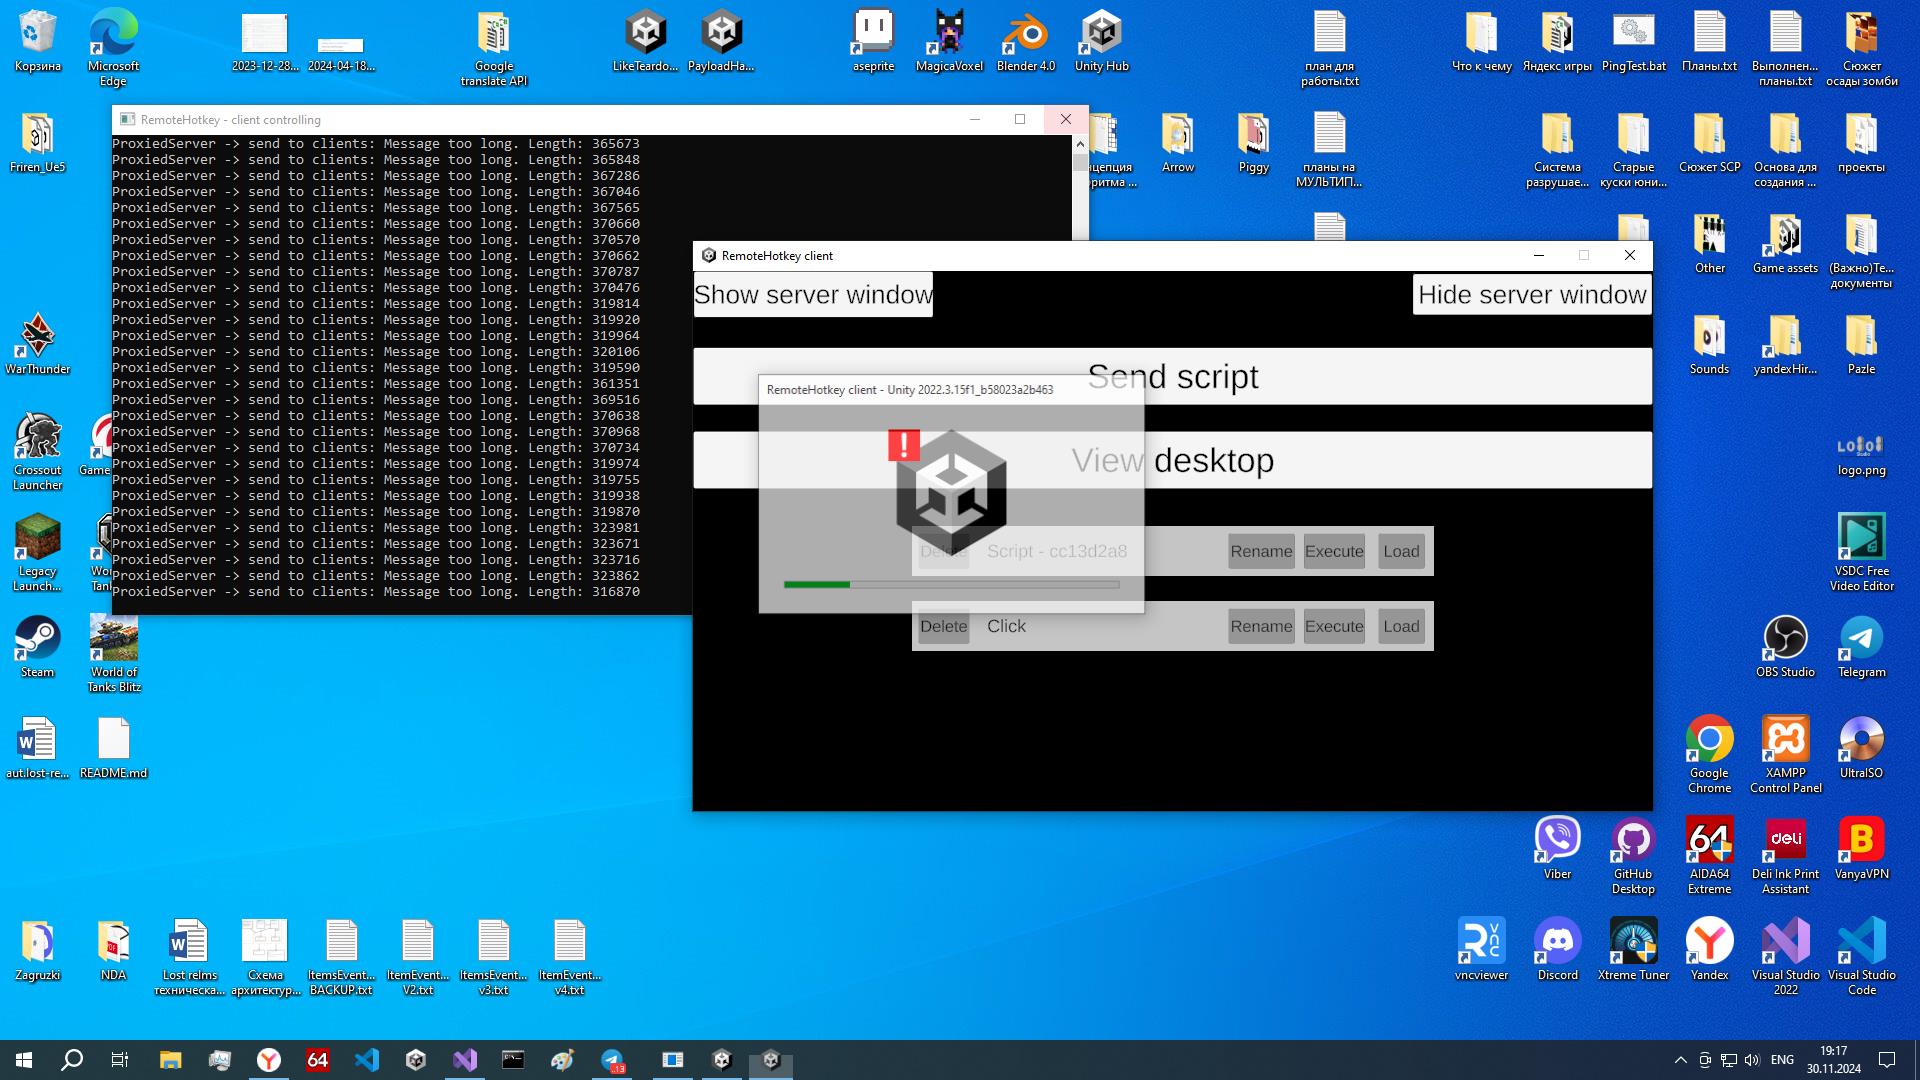 Корзина
Microsoft
Edge
2023-12-28...
2024-04-18...
Google
translate API
LikeTeardo...
PayloadHa...
aseprite
MagicaVoxel
Blender 4.0
Unity Hub
план для
работы.txt
Что к чему
Яндекс игры
PingTest.bat
Планы.txt
Выполнен...
планы.txt
Сюжет
осады зомби
Friren_Ue5
RemoteHotkey - client controlling
ProxiedServer -> send to clients: Message too long. Length: 365673
ProxiedServer -> send to clients: Message too long. Length: 365848
ProxiedServer -> send to clients: Message too long. Length: 367286
ProxiedServer -> send to clients: Message too long. Length: 367046
ProxiedServer -> send to clients: Message too long. Length: 367565
ProxiedServer -> send to clients: Message too long. Length: 370660
ProxiedServer -> send to clients: Message too long. Length: 370570
ProxiedServer -> send to clients: Message too long. Length: 370662
ProxiedServer -> send to clients: Message too long. Length: 370787
ProxiedServer -> send to clients: Message too long. Length: 370476
ProxiedServer -> send to clients: Message too long. Length: 319814
ProxiedServer -> send to clients: Message too long. Length: 319920
ProxiedServer -> send to clients: Message too long. Length: 319964
ProxiedServer -> send to clients: Message too long. Length: 320106
ProxiedServer -> send to clients: Message too long. Length: 319590
ProxiedServer -> send to clients: Message too long. Length: 361351
ProxiedServer -> send to clients: Message too long. Length: 369516
ProxiedServer -> send to clients: Message too long. Length: 370638
ProxiedServer -> send to clients: Message too long. Length: 370968
ProxiedServer -> send to clients: Message too long. Length: 370734
ProxiedServer -> send to clients: Message too long. Length: 319974
ProxiedServer -> send to clients: Message too long. Length: 319755
ProxiedServer -> send to clients: Message too long. Length: 319938
ProxiedServer -> send to clients: Message too long. Length: 319870
ProxiedServer -> send to clients: Message too long. Length: 323981
ProxiedServer -> send to clients: Message too long. Length: 323671
ProxiedServer -> send to clients: Message too long. Length: 323716
ProxiedServer -> send to clients: Message too long. Length: 323862
ProxiedServer -> send to clients: Message too long. Length: 316870
Arrow
Piggy
планы на
МУЛЬТИП...
Система
разрушае...
Старые
куски юни...
Сюжет SCP
Основа для
создания ...
проекты
RemoteHotkey client
Show server window
Hide server window
Send script
RemoteHotkey client - Unity 2022.3.15f1_b58023a2b463
View desktop
Delete
Script - cc13d2a8
Rename
Execute
Load
Delete
Click
Rename
Execute
Load
Other
Game assets
(Важно)Те...
документы
WarThunder
Sounds
yandexHir...
Pazle
Crossout
Launcher
logo.png
Legacy
Launch...
VSDC Free
Video Editor
Steam
World of
Tanks Blitz
OBS Studio
Telegram
aut.lost-re...
README.md
Google
Chrome
XAMPP
Control Panel
UltraISO
Viber
GitHub
Desktop
64
AIDA64
Extreme
deli
Deli Ink Print
Assistant
VanyaVPN
Zagruzki
NDA
Lost relms
техническа...
Схема
архитектур...
ItemsEvent...
BACKUP.txt
ItemEvent...
V2.txt
ItemsEvent...
v3.txt
ItemEvent...
v4.txt
vncviewer
Discord
Xtreme Tuner
Yandex
Visual Studio
2022
Visual Studio
Code
64
ENG
19:17
30.11.2024